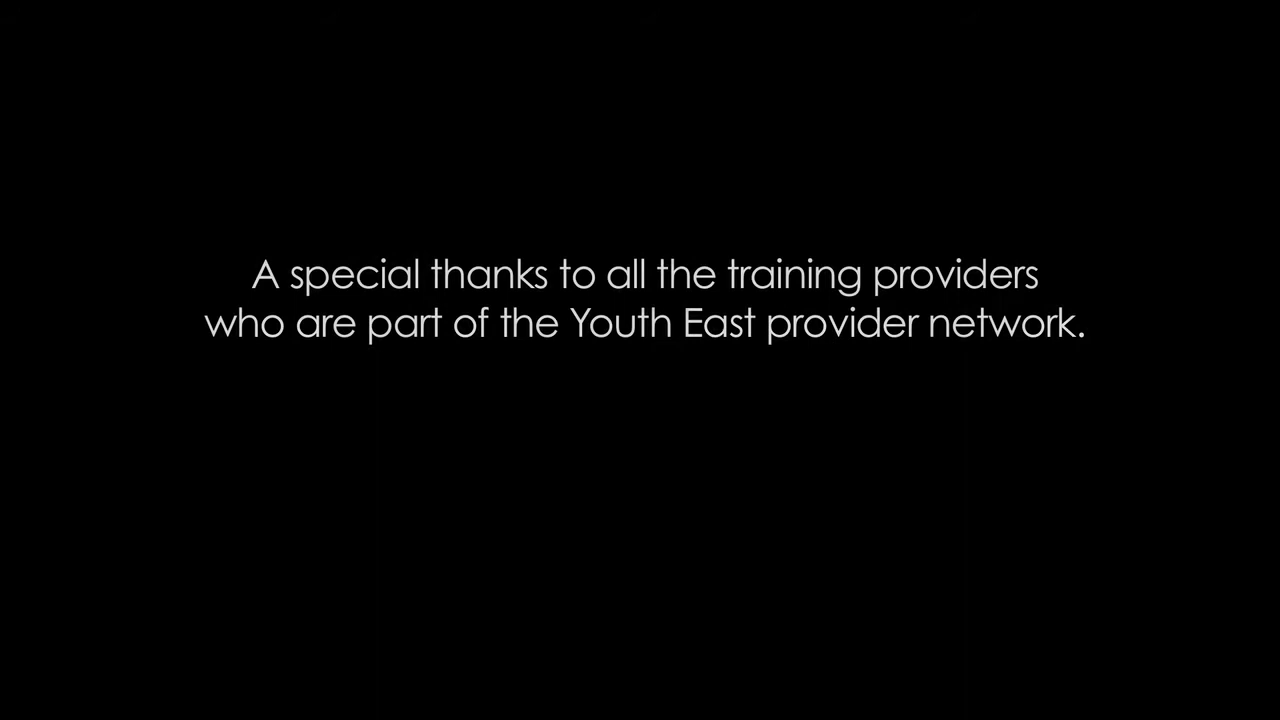 A special thanks to all the training providers
who are part of the Youth East provider network.